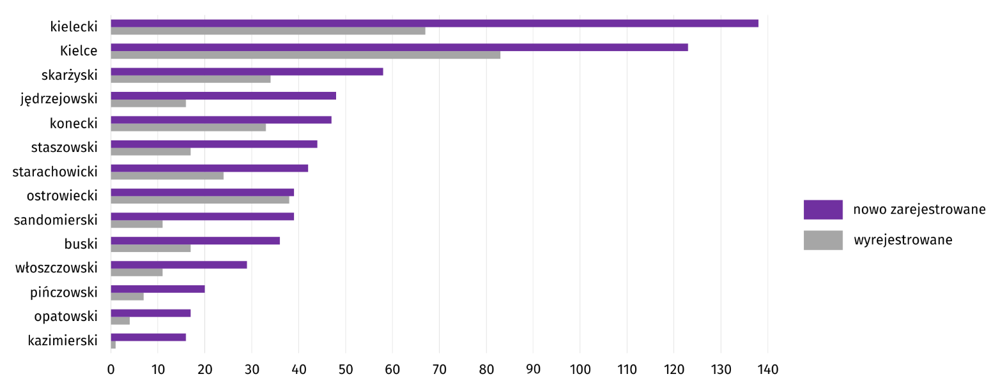 kielecki
Kielce
skarżyski
jędrzejowski
konecki
staszowski
starachowicki
ostrowiecki
sandomierski
buski
włoszczowski
pińczowski
opatowski
kazimierski
0 10 20 30 40 50 60 70 80 90 100 110 120 130 140
nowo zarejestrowane
wyrejestrowane